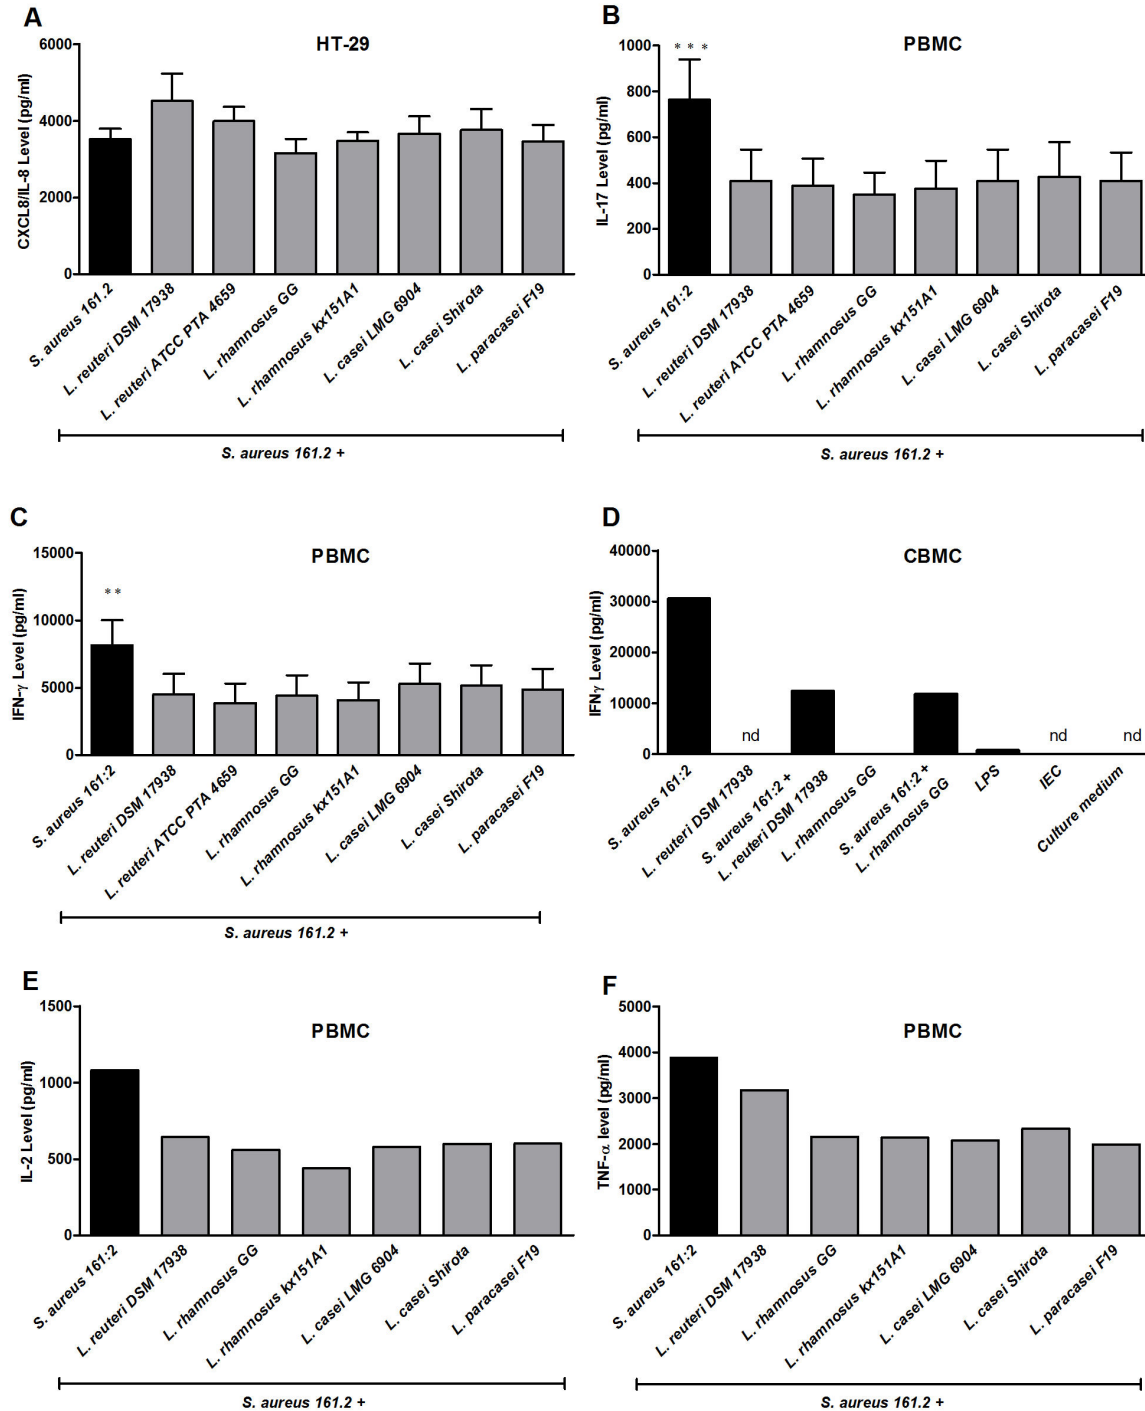 A
HT-29
CXCL8/IL-8 Level (pg/ml)
6000
4000
2000
0
S. aureus 161.2
L. reuteri DSM 17938
L. reuteri ATCC PTA 4659
L. rhamnosus GG
L. rhamnosus kx151A1
L. casei LMG 6904
L. casei Shirota
L. paracasei F19
S. aureus 161.2 +
B
PBMC
IL-17 Level (pg/ml)
1000
800
600
400
200
0
* * *
S. aureus 161:2
L. reuteri DSM 17938
L. reuteri ATCC PTA 4659
L. rhamnosus GG
L. rhamnosus kx151A1
L. casei LMG 6904
L. casei Shirota
L. paracasei F19
S. aureus 161.2 +
C
PBMC
IFN-γ Level (pg/ml)
15000
10000
5000
0
* *
S. aureus 161:2
L. reuteri DSM 17938
L. reuteri ATCC PTA 4659
L. rhamnosus GG
L. rhamnosus kx151A1
L. casei LMG 6904
L. casei Shirota
L. paracasei F19
S. aureus 161.2 +
D
CBMC
IFNγ Level (pg/ml)
40000
30000
20000
10000
0
nd
nd
nd
S. aureus 161:2
L. reuteri DSM 17938
S. aureus 161:2 +
L. reuteri DSM 17938
L. rhamnosus GG
S. aureus 161:2 +
L. rhamnosus GG
LPS
IEC
Culture medium
E
PBMC
IL-2 Level (pg/ml)
1500
1000
500
0
S. aureus 161:2
L. reuteri DSM 17938
L. rhamnosus GG
L. rhamnosus kx151A1
L. casei LMG 6904
L. casei Shirota
L. paracasei F19
S. aureus 161.2 +
F
PBMC
TNF-α level (pg/ml)
5000
4000
3000
2000
1000
0
S. aureus 161:2
L. reuteri DSM 17938
L. rhamnosus GG
L. rhamnosus kx151A1
L. casei LMG 6904
L. casei Shirota
L. paracasei F19
S. aureus 161.2 +